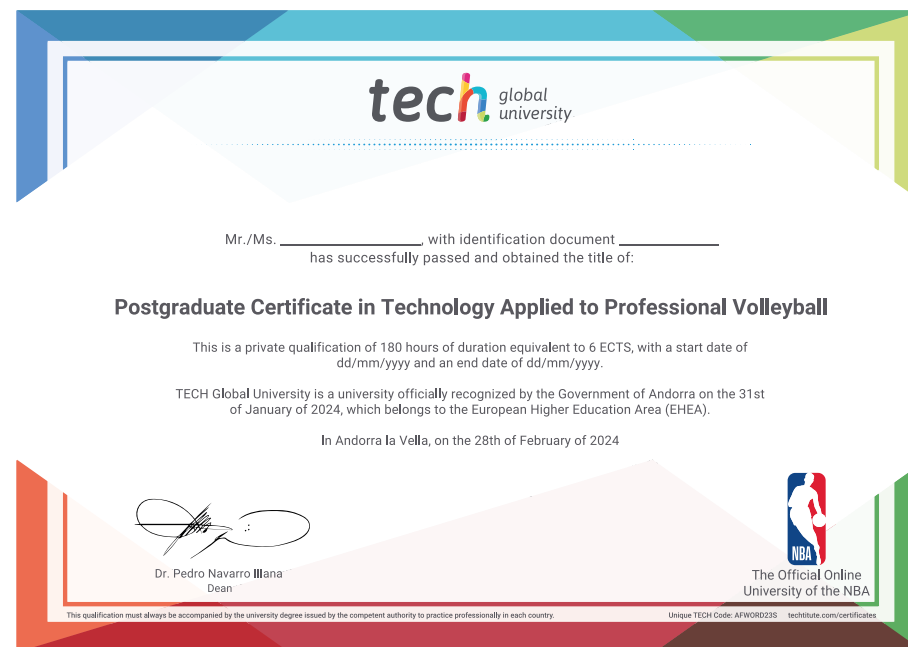 tech global university
Mr./Ms. ____________, with identification document ____________
has successfully passed and obtained the title of:
Postgraduate Certificate in Technology Applied to Professional Volleyball
This is a private qualification of 180 hours of duration equivalent to 6 ECTS, with a start date of
dd/mm/yyyy and an end date of dd/mm/yyyy.
TECH Global University is a university officially recognized by the Government of Andorra on the 31st
of January of 2024, which belongs to the European Higher Education Area (EHEA).
In Andorra la Vella, on the 28th of February of 2024
NBA
Dr. Pedro Navarro Illana
Dean
The Official Online
University of the NBA
This qualification must always be accompanied by the university degree issued by the competent authority to practice professionally in each country.
Unique TECH Code: AFWORD23S techtitute.com/certificates